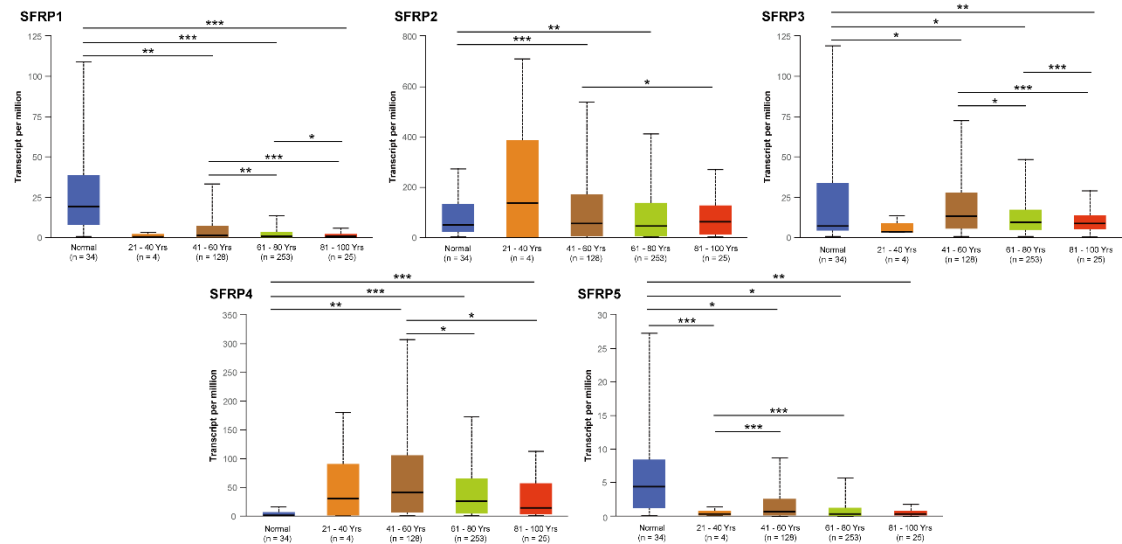 SFRP1
Transcript per million
125
100
75
50
25
0
***
***
**
*
***
**
Normal
(n = 34)
21 - 40 Yrs
(n = 4)
41 - 60 Yrs
(n = 128)
61 - 80 Yrs
(n = 253)
81 - 100 Yrs
(n = 25)
SFRP2
Transcript per million
800
600
400
200
0
**
***
*
Normal
(n = 34)
21 - 40 Yrs
(n = 4)
41 - 60 Yrs
(n = 128)
61 - 80 Yrs
(n = 253)
81 - 100 Yrs
(n = 25)
SFRP3
Transcript per million
125
100
75
50
25
0
**
*
*
***
***
*
Normal
(n = 34)
21 - 40 Yrs
(n = 4)
41 - 60 Yrs
(n = 128)
61 - 80 Yrs
(n = 253)
81 - 100 Yrs
(n = 25)
SFRP4
Transcript per million
350
300
250
200
150
100
50
0
***
***
**
*
*
Normal
(n = 34)
21 - 40 Yrs
(n = 4)
41 - 60 Yrs
(n = 128)
61 - 80 Yrs
(n = 253)
81 - 100 Yrs
(n = 25)
SFRP5
Transcript per million
30
25
20
15
10
5
0
**
*
*
***
***
***
Normal
(n = 34)
21 - 40 Yrs
(n = 4)
41 - 60 Yrs
(n = 128)
61 - 80 Yrs
(n = 253)
81 - 100 Yrs
(n = 25)